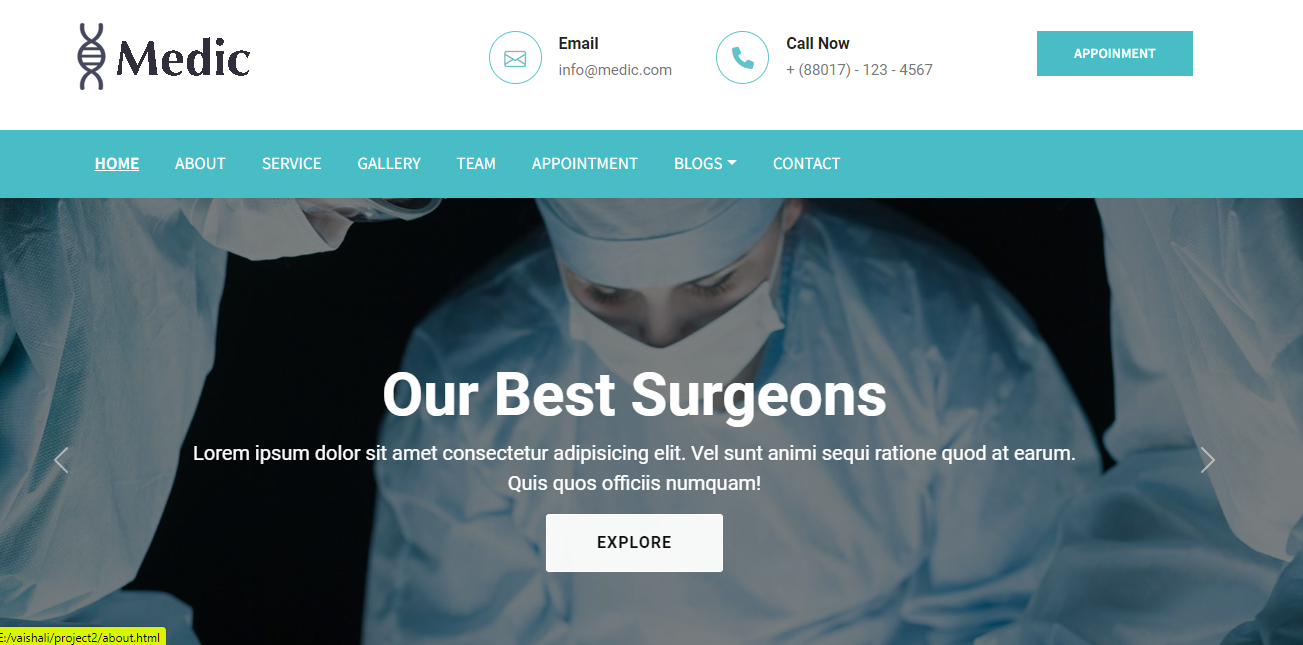 Medic
Email
info@medic.com
Call Now
+ (88017) - 123 - 4567
APPOINMENT
HOME ABOUT SERVICE GALLERY TEAM APPOINTMENT BLOGS CONTACT
Our Best Surgeons
Lorem ipsum dolor sit amet consectetur adipisicing elit. Vel sunt animi sequi ratione quod at earum.
Quis quos officiis numquam!
EXPLORE
E:/vaishali/project2/about.html